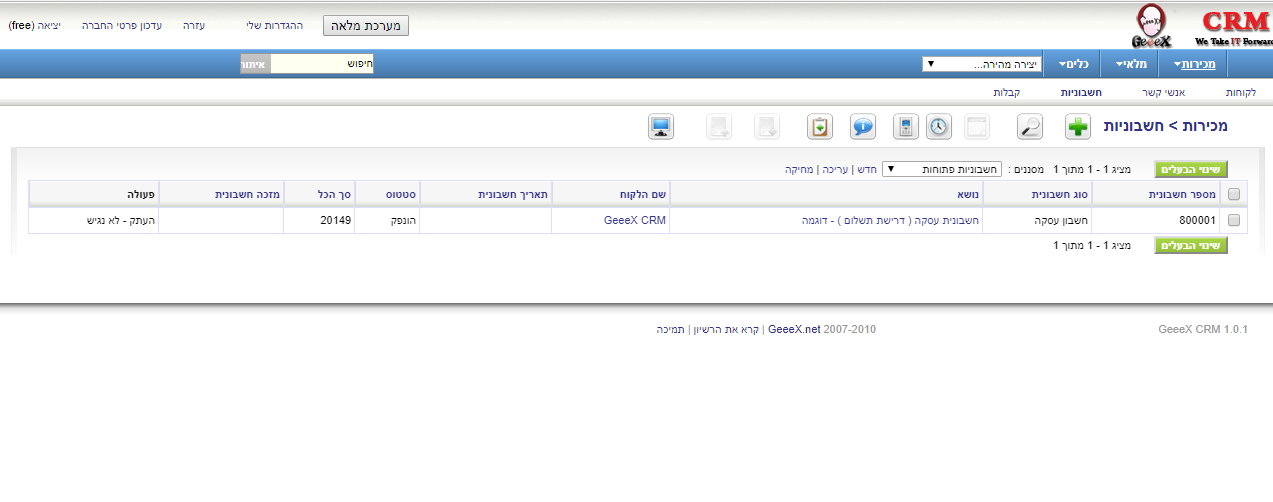 CRM
We Take IT Forward
GeeeX
מערכת מלאה ההגדרות שלי עזרה עדכון פרטי החברה יציאה (free)
מכירות מלאי כלים יצירה מהירה... חיפוש איתור
לקוחות אנשי קשר חשבוניות קבלות
מכירות > חשבוניות
שינוי הבעלים מציג 1 - 1 מתוך 1 מסננים : חשבוניות פתוחות חדש | עריכה | מחיקה
מספר חשבונית סוג חשבונית נושא שם הלקוח תאריך חשבונית סטטוס סך הכל מזכה חשבונית פעולה
800001 חשבון עסקה חשבונית עסקה ( דרישת תשלום ) - דוגמה GeeeX CRM הונפק 20149 העתק - לא נגיש
שינוי הבעלים מציג 1 - 1 מתוך 1
GeeeX CRM 1.0.1 GeeeX.net 2007-2010 | קרא את הרשיון | תמיכה